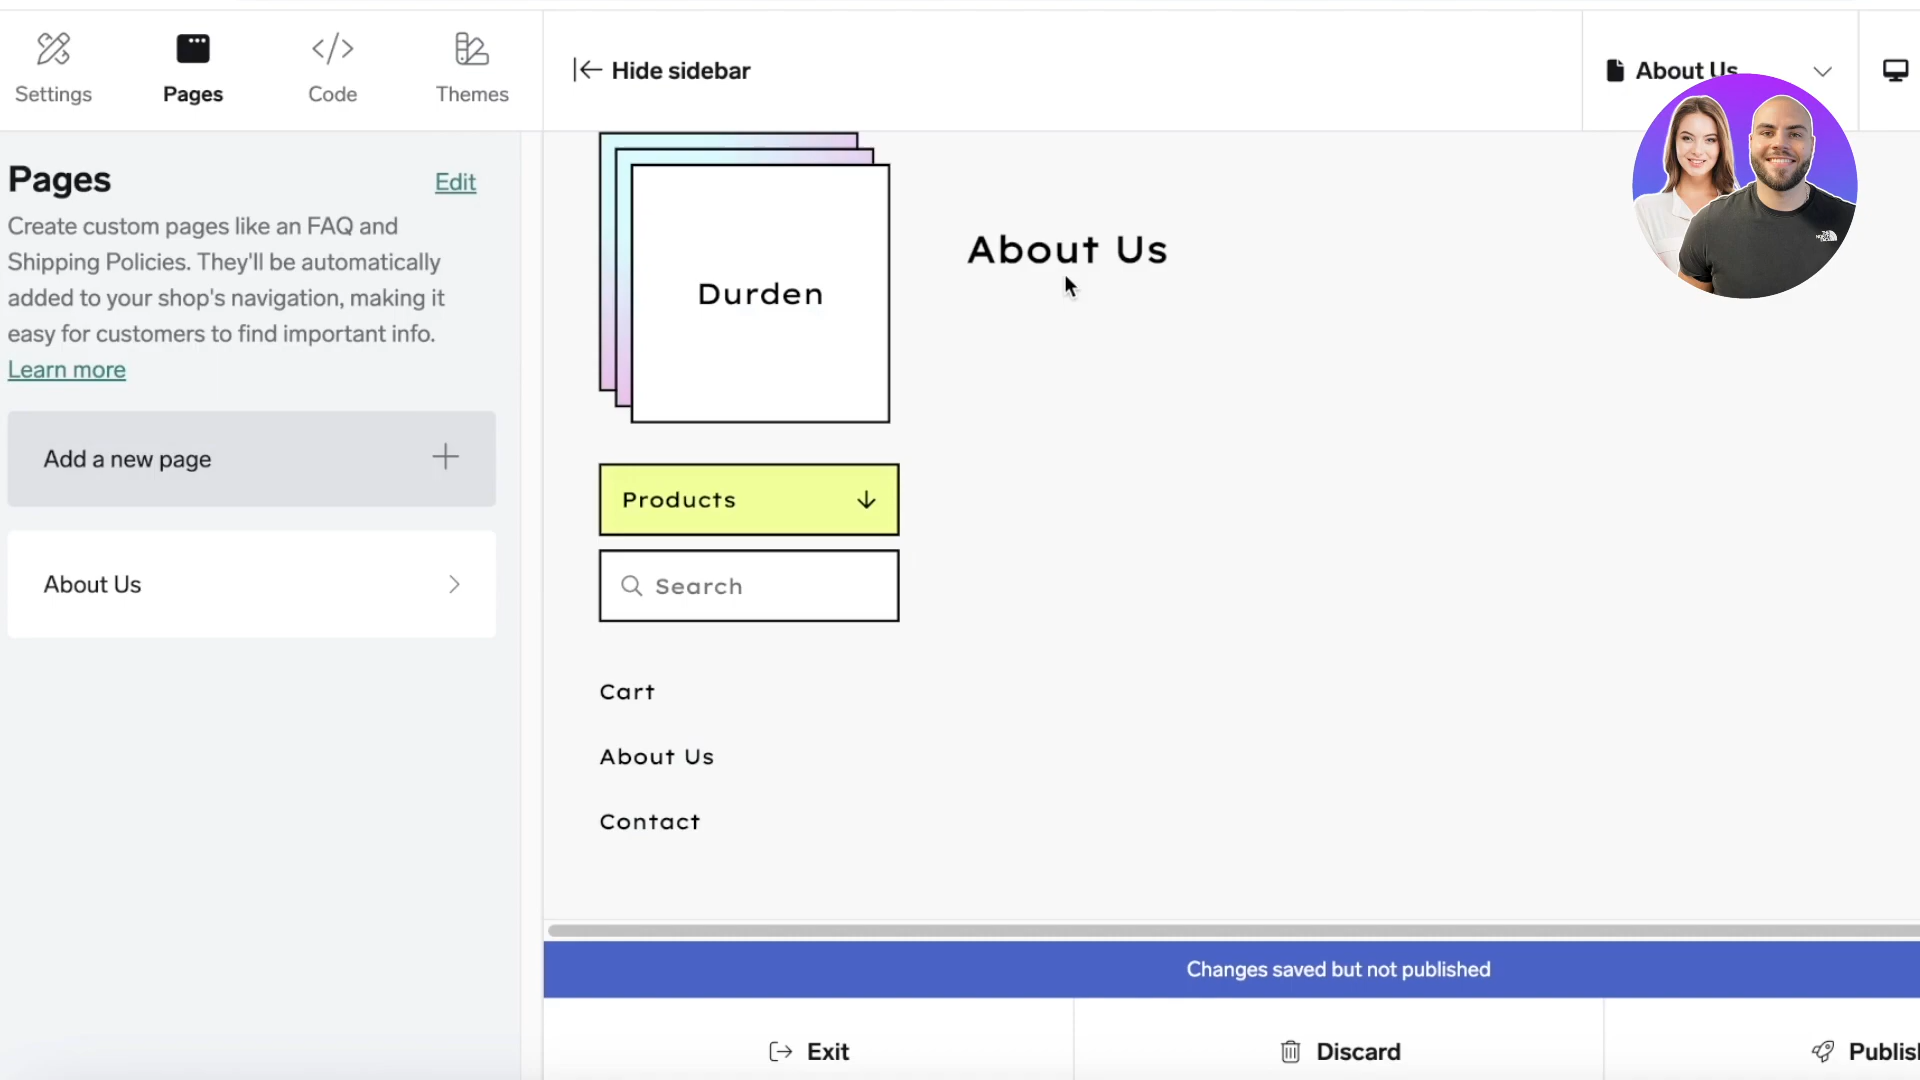 Settings
Pages
Code
Themes
Hide sidebar
About Us
Pages
Edit
Create custom pages like an FAQ and
Shipping Policies. They'll be automatically
added to your shop's navigation, making it
easy for customers to find important info.
Learn more
Add a new page
About Us
Durden
About Us
Products
Search
Cart
About Us
Contact
Changes saved but not published
Exit
Discard